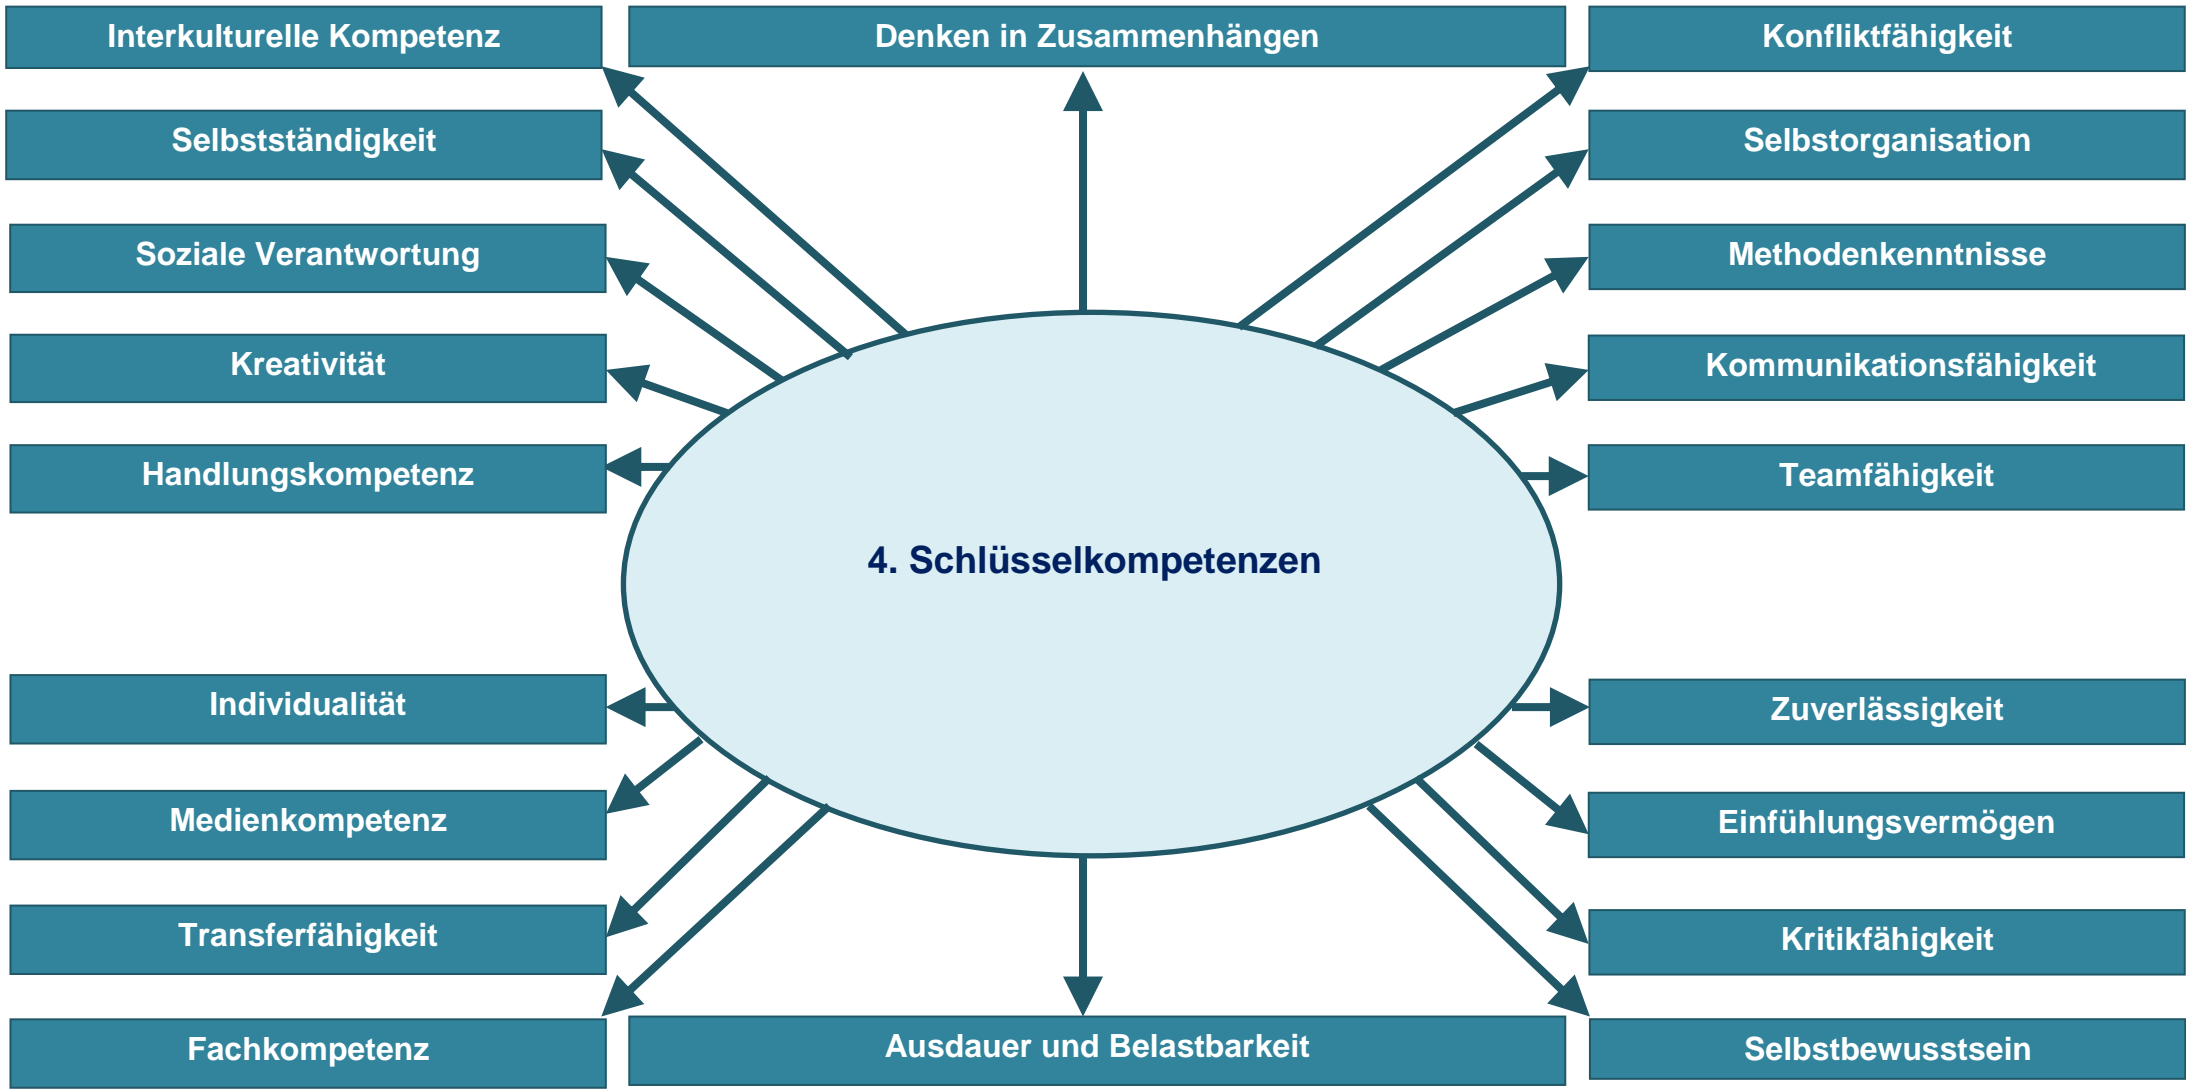 Interkulturelle Kompetenz
Denken in Zusammenhängen
Konfliktfähigkeit
Selbstständigkeit
Selbstorganisation
Soziale Verantwortung
Methodenkenntnisse
Kreativität
Kommunikationsfähigkeit
Handlungskompetenz
Teamfähigkeit
4. Schlüsselkompetenzen
Individualität
Zuverlässigkeit
Medienkompetenz
Einfühlungsvermögen
Transferfähigkeit
Kritikfähigkeit
Fachkompetenz
Ausdauer und Belastbarkeit
Selbstbewusstsein